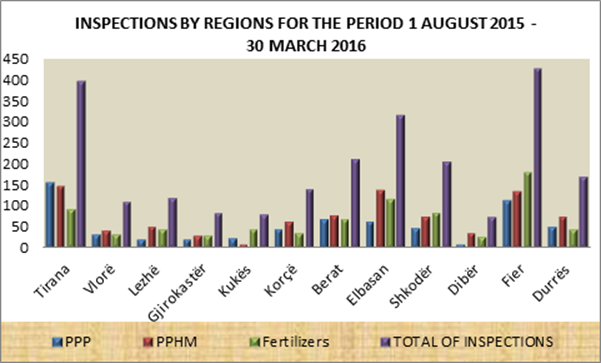 INSPECTIONS BY REGIONS FOR THE PERIOD 1 AUGUST 2015 -
30 MARCH 2016
450
400
350
300
250
200
150
100
50
0
Tirana
Vlorë
Lezhë
Gjirokastër
Kukës
Korçë
Berat
Elbasan
Shkodër
Dibër
Fier
Durrës
PPP PPHM Fertilizers TOTAL OF INSPECTIONS